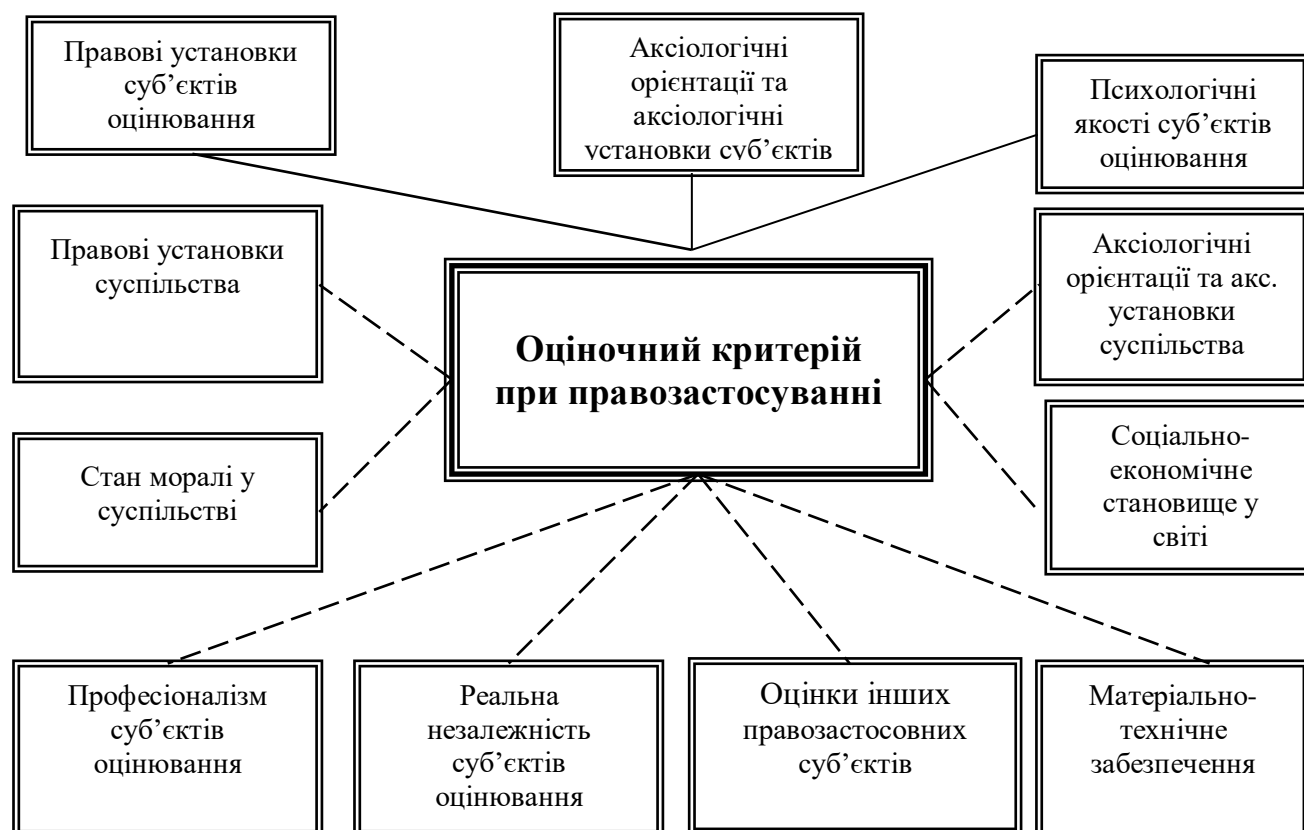 Правові установки
суб’єктів
оцінювання
Аксіологічні
орієнтації та
аксіологічні
установки суб’єктів
Психологічні
якості суб’єктів
оцінювання
Правові установки
суспільства
Аксіологічні
орієнтації та акс.
установки
суспільства
Оціночний критерій
при правозастосуванні
Стан моралі у
суспільстві
Соціально-
економічне
становище у
світі
Професіоналізм
суб’єктів
оцінювання
Реальна
незалежність
суб’єктів
оцінювання
Оцінки інших
правозастосовних
суб’єктів
Матеріально-
технічне
забезпечення